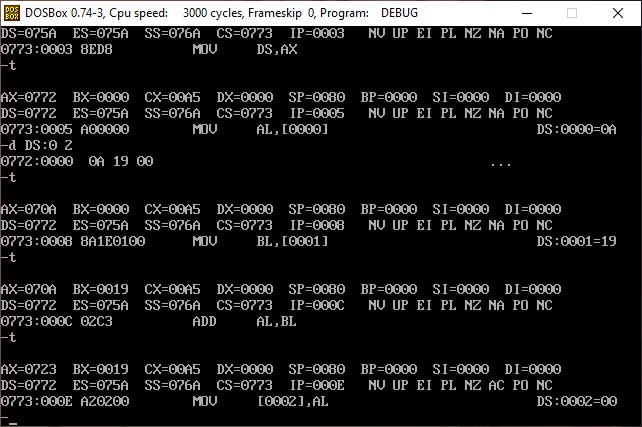 DOSBox 0.74-3, Cpu speed: 3000 cycles, Frameskip 0, Program: DEBUG
DS=075A ES=075A SS=076A CS=0773 IP=0003 NV UP EI PL NZ NA PO NC
0773:0003 8ED8 MOV DS,AX
-t
AX=0772 BX=0000 CX=00A5 DX=0000 SP=0080 BP=0000 SI=0000 DI=0000
DS=0772 ES=075A SS=076A CS=0773 IP=0005 NV UP EI PL NZ NA PO NC
0773:0005 A00000 MOV AL,[0000] DS:0000=0A
-d DS:0 2
0772:0000 0A 19 00 ...
-t
AX=070A BX=0000 CX=00A5 DX=0000 SP=0080 BP=0000 SI=0000 DI=0000
DS=0772 ES=075A SS=076A CS=0773 IP=0008 NV UP EI PL NZ NA PO NC
0773:0008 8A1E0100 MOV BL,[0001] DS:0001=19
-t
AX=070A BX=0019 CX=00A5 DX=0000 SP=0080 BP=0000 SI=0000 DI=0000
DS=0772 ES=075A SS=076A CS=0773 IP=000C NV UP EI PL NZ NA PO NC
0773:000C 02C3 ADD AL,BL
-t
AX=0723 BX=0019 CX=00A5 DX=0000 SP=0080 BP=0000 SI=0000 DI=0000
DS=0772 ES=075A SS=076A CS=0773 IP=000E NV UP EI PL NZ AC PO NC
0773:000E A20200 MOV [0002],AL DS:0002=00
-_